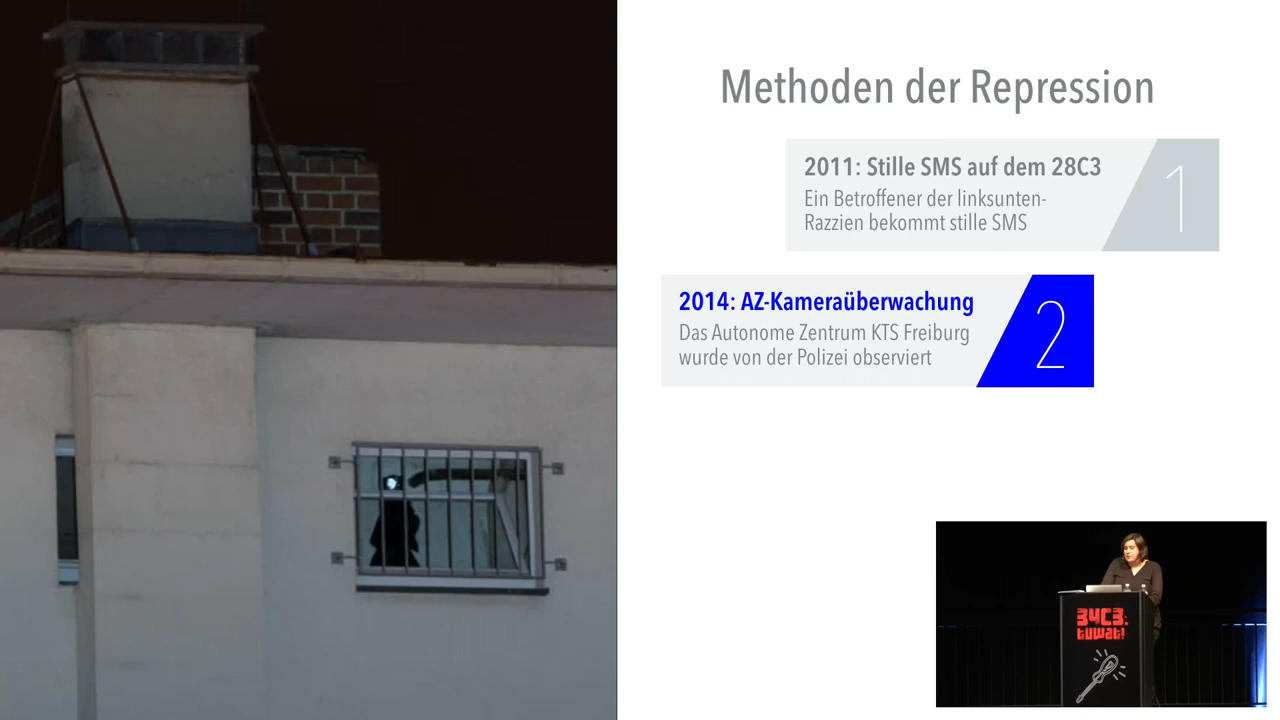 Methoden der Repression
2011: Stille SMS auf dem 28C3
Ein Betroffener der linksunten-
Razzien bekommt stille SMS
1
2014: AZ-Kameraüberwachung
Das Autonome Zentrum KTS Freiburg
wurde von der Polizei observiert
2
34C3.
tuwat!